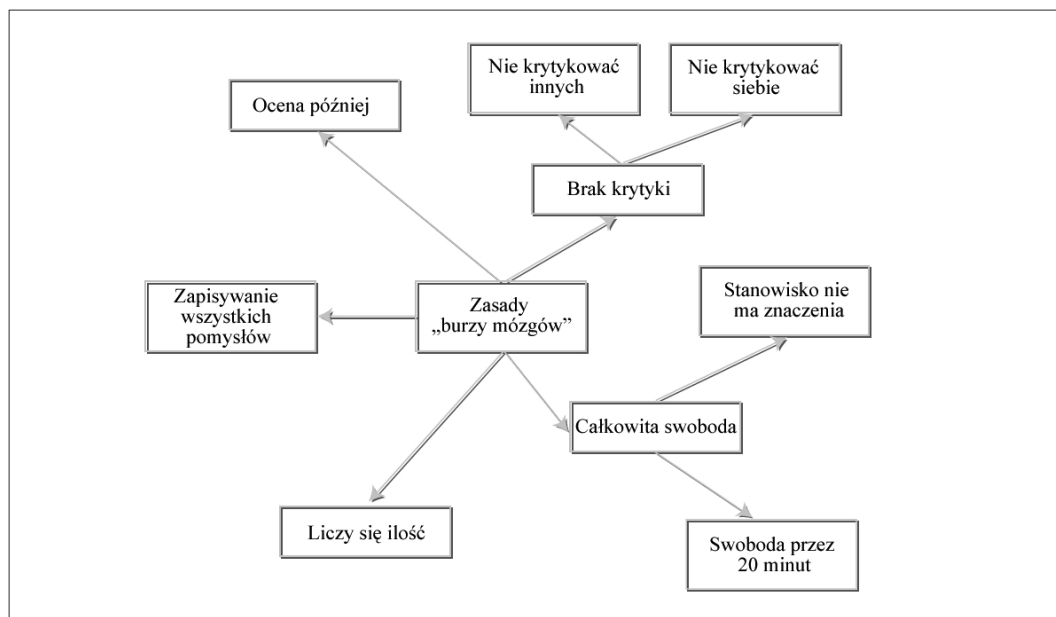 Nie krytykować
innych
Nie krytykować
siebie
Ocena później
Brak krytyki
Zapisywanie
wszystkich
pomysłów
Zasady
„burzy mózgów”
Stanowisko nie
ma znaczenia
Całkowita swoboda
Liczy się ilość
Swoboda przez
20 minut